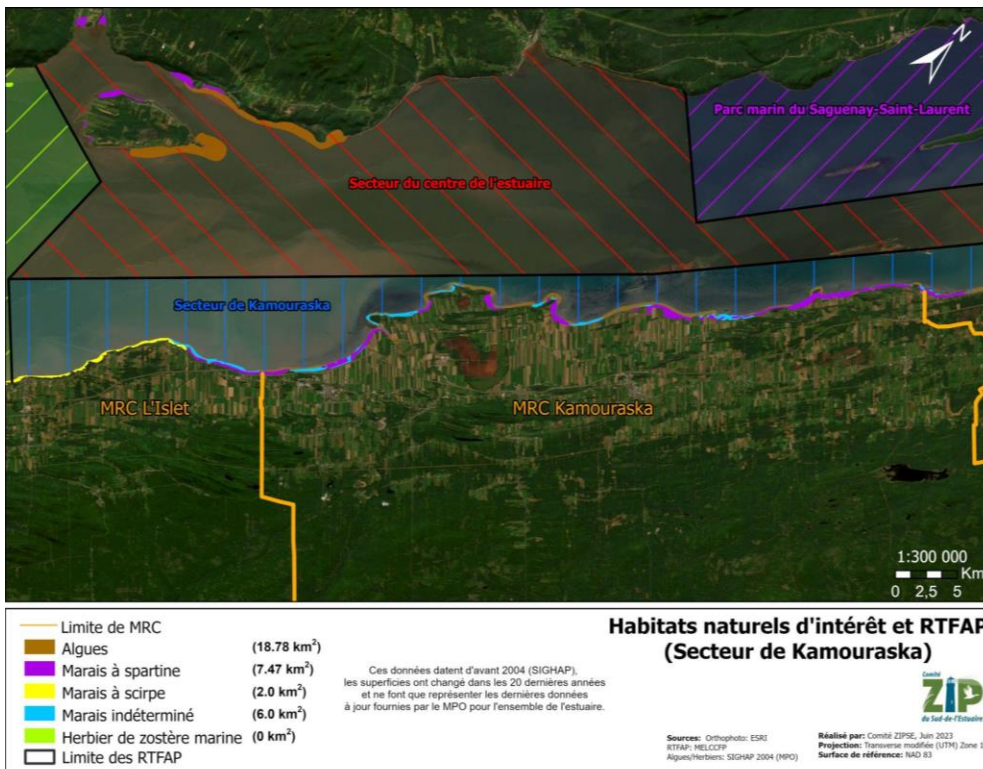 N
Parc marin du Saguenay-Saint-Laurent
Secteur du centre de l'estuaire
Secteur de Kamouraska
MRC L'Islet
MRC Kamouraska
1:300 000
Km
0 2,5 5
Limite de MRC
Algues (18.78 km²)
Marais à spartine (7.47 km²)
Marais à scirpe (2.0 km²)
Marais indéterminé (6.0 km²)
Herbier de zostère marine (0 km²)
Limite des RTFAP
Ces données datent d'avant 2004 (SIGHAP),
les superficies ont changé dans les 20 dernières années
et ne font que représenter les dernières données
à jour fournies par le MPO pour l'ensemble de l'estuaire.
Habitats naturels d'intérêt et RTFAP
(Secteur de Kamouraska)
Comité
ZIP
du Sud-de-l'Estuaire
Sources: Orthophoto: ESRI
RTFAP: MELCCFP
Algues/Herbiers: SIGHAP 2004 (MPO)
Réalisé par: Comité ZIPSE, Juin 2023
Projection: Transverse modifiée (UTM) Zone 1
Surface de référence: NAD 83